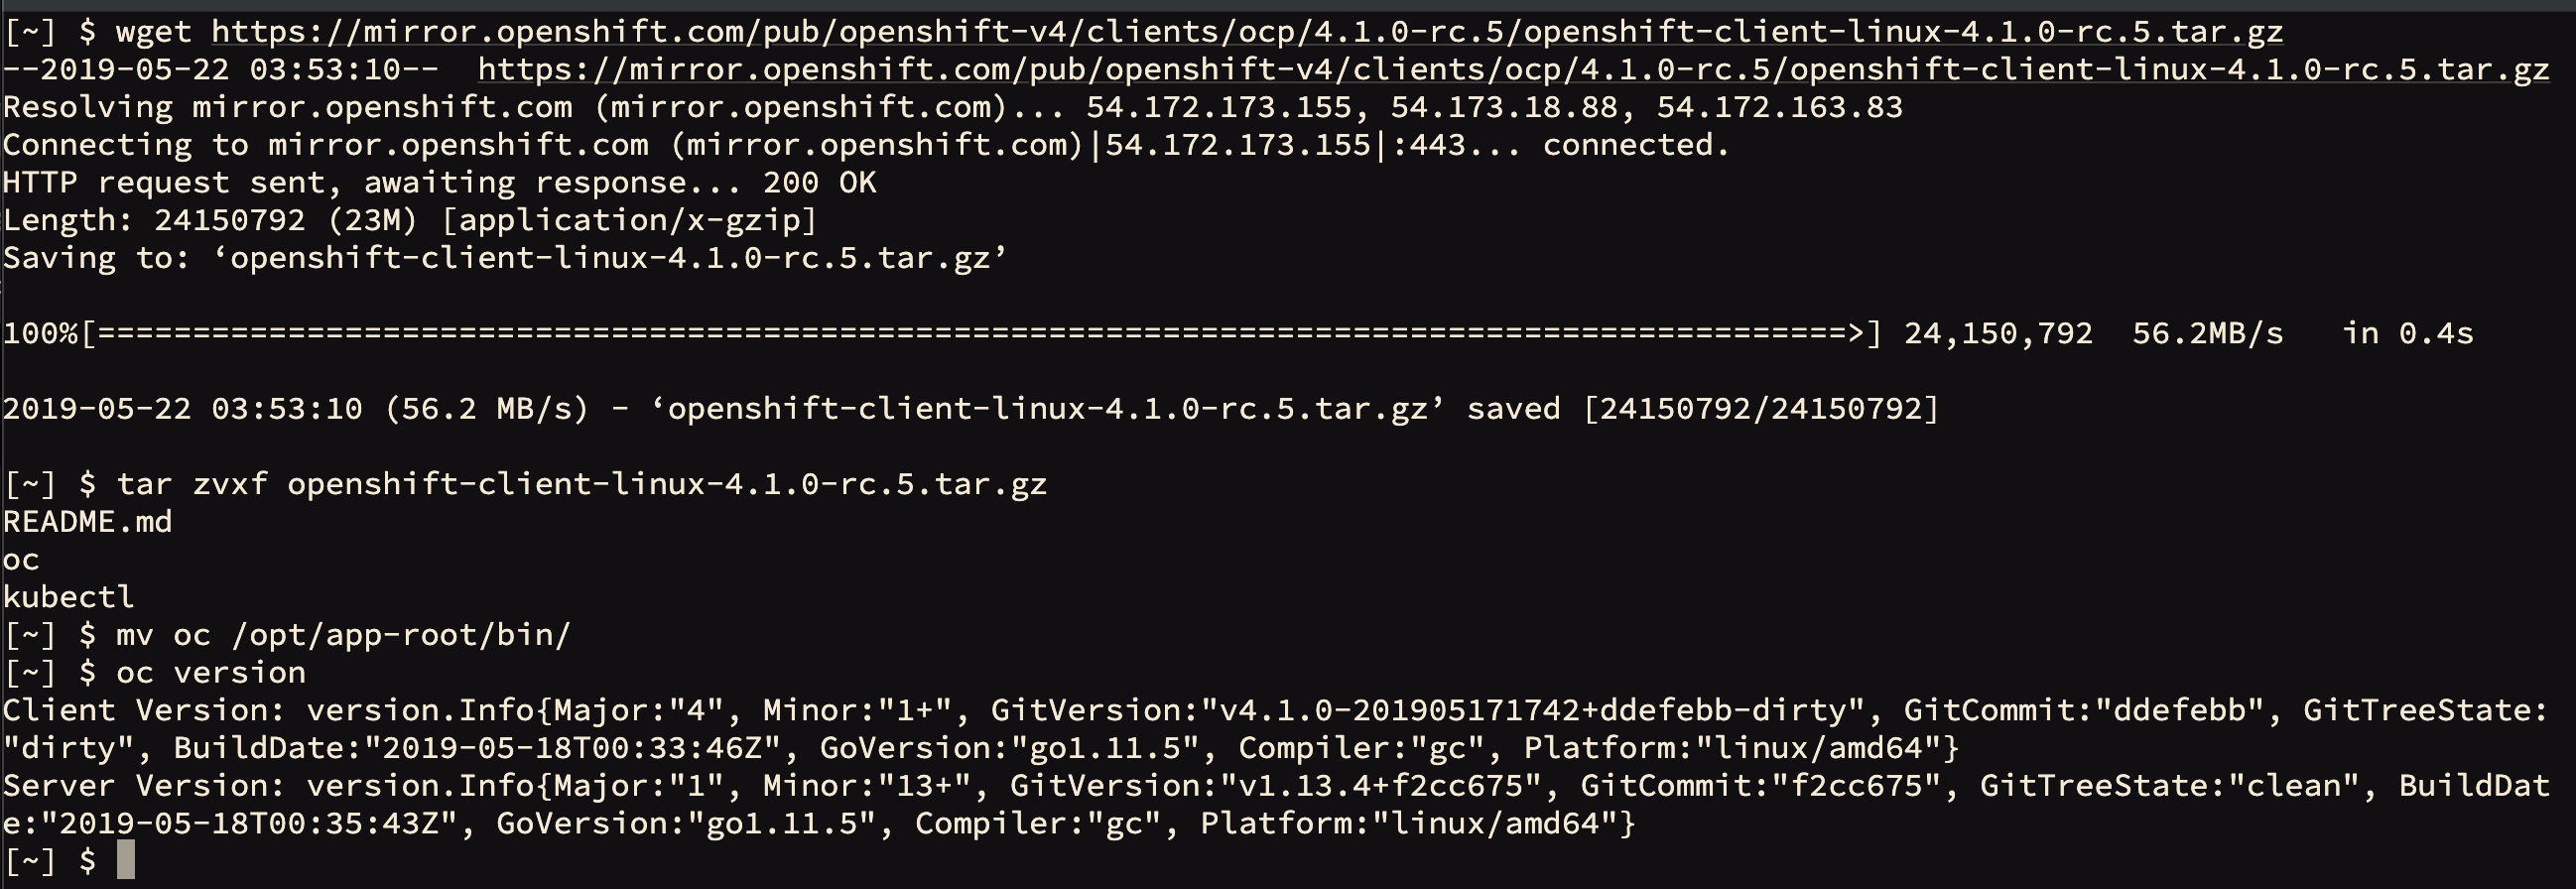 [~] $ wget https://mirror.openshift.com/pub/openshift-v4/clients/ocp/4.1.0-rc.5/openshift-client-linux-4.1.0-rc.5.tar.gz
--2019-05-22 03:53:10--  https://mirror.openshift.com/pub/openshift-v4/clients/ocp/4.1.0-rc.5/openshift-client-linux-4.1.0-rc.5.tar.gz
Resolving mirror.openshift.com (mirror.openshift.com)... 54.172.173.155, 54.173.18.88, 54.172.163.83
Connecting to mirror.openshift.com (mirror.openshift.com)|54.172.173.155|:443... connected.
HTTP request sent, awaiting response... 200 OK
Length: 24150792 (23M) [application/x-gzip]
Saving to: ‘openshift-client-linux-4.1.0-rc.5.tar.gz’
100%[============================================================================================>] 24,150,792  56.2MB/s   in 0.4s
2019-05-22 03:53:10 (56.2 MB/s) - ‘openshift-client-linux-4.1.0-rc.5.tar.gz’ saved [24150792/24150792]
[~] $ tar zvxf openshift-client-linux-4.1.0-rc.5.tar.gz
README.md
oc
kubectl
[~] $ mv oc /opt/app-root/bin/
[~] $ oc version
Client Version: version.Info{Major:"4", Minor:"1+", GitVersion:"v4.1.0-201905171742+ddefebb-dirty", GitCommit:"ddefebb", GitTreeState:
"dirty", BuildDate:"2019-05-18T00:33:46Z", GoVersion:"go1.11.5", Compiler:"gc", Platform:"linux/amd64"}
Server Version: version.Info{Major:"1", Minor:"13+", GitVersion:"v1.13.4+f2cc675", GitCommit:"f2cc675", GitTreeState:"clean", BuildDat
e:"2019-05-18T00:35:43Z", GoVersion:"go1.11.5", Compiler:"gc", Platform:"linux/amd64"}
[~] $